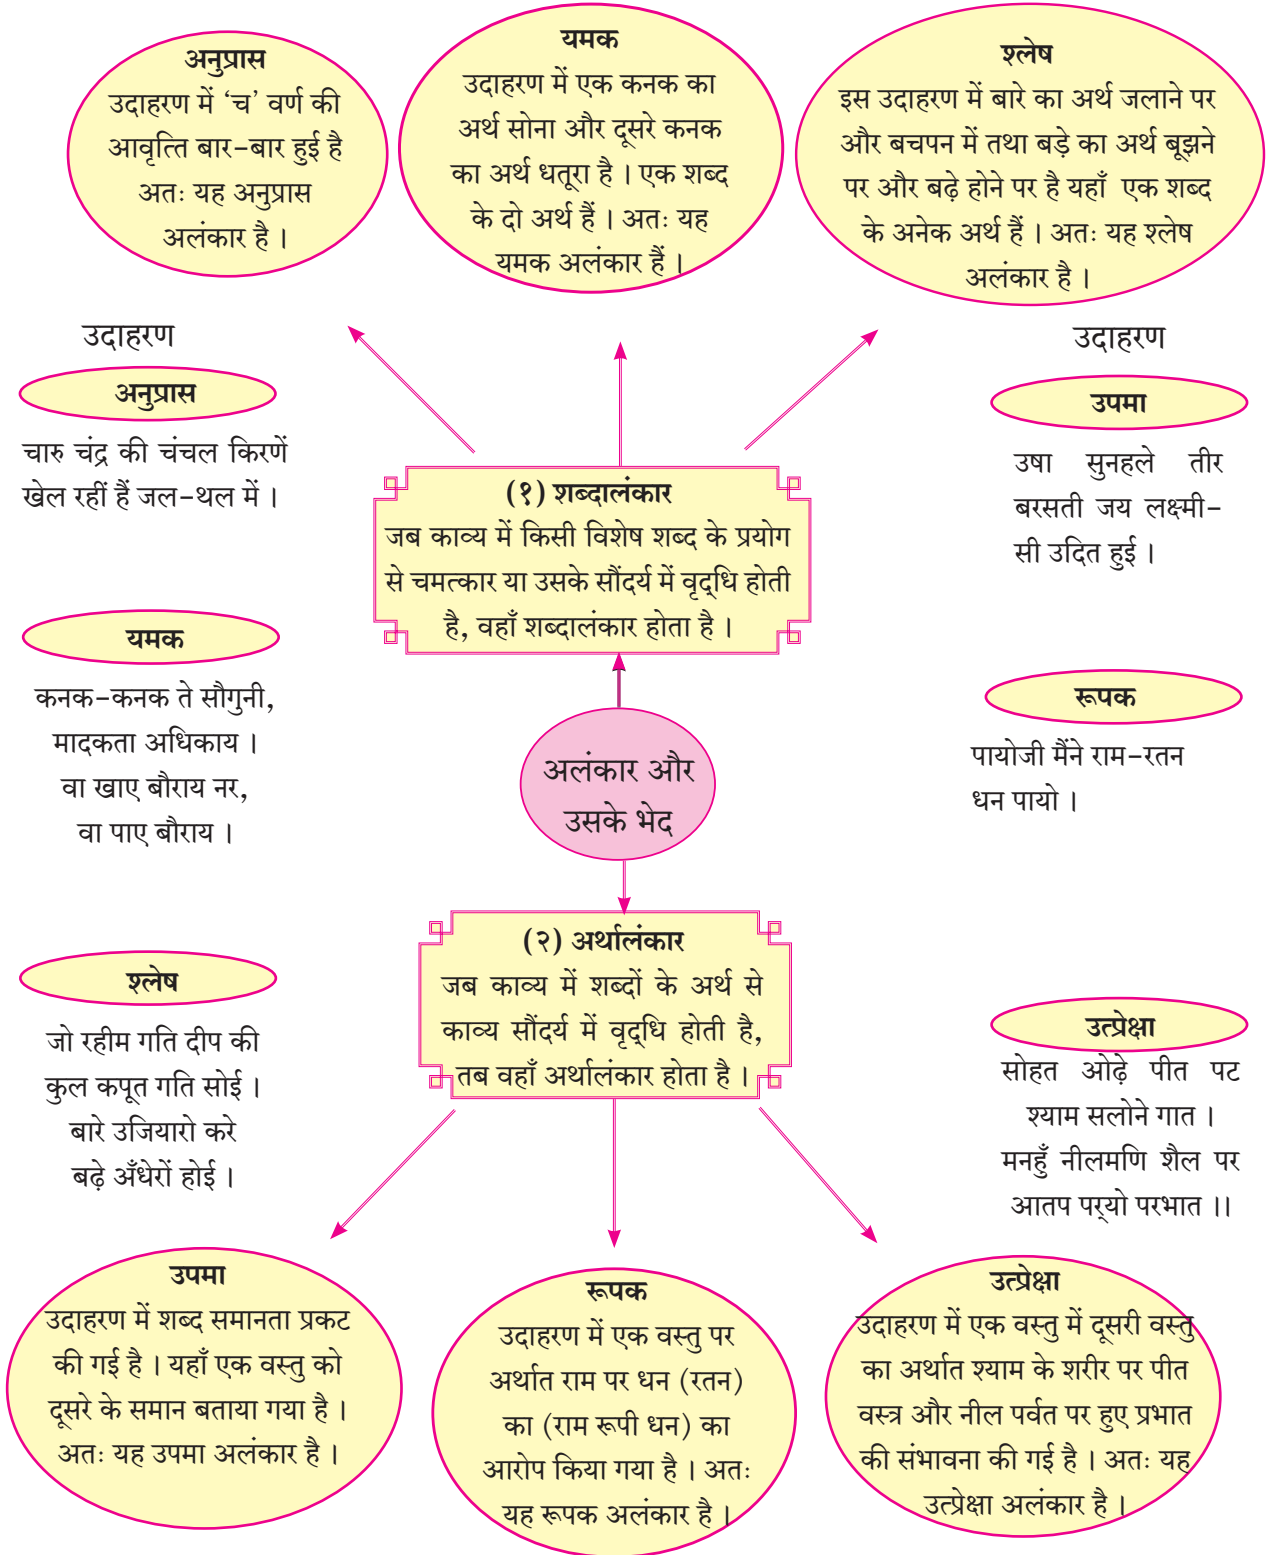 अनुप्रास
उदाहरण में ‘च’ वर्ण की
आवृत्ति बार-बार हुई है
अतः यह अनुप्रास
अलंकार है ।
यमक
उदाहरण में एक कनक का
अर्थ सोना और दूसरे कनक
का अर्थ धतूरा है । एक शब्द
के दो अर्थ हैं । अतः यह
यमक अलंकार हैं ।
श्लेष
इस उदाहरण में बारे का अर्थ जलाने पर
और बचपन में तथा बड़े का अर्थ बूझने
पर और बढ़े होने पर है यहाँ एक शब्द
के अनेक अर्थ हैं । अतः यह श्लेष
अलंकार है ।
उदाहरण
अनुप्रास
चारु चंद्र की चंचल किरणें
खेल रहीं हैं जल-थल में ।
यमक
कनक-कनक ते सौगुनी,
मादकता अधिकाय ।
वा खाए बौराय नर,
वा पाए बौराय ।
श्लेष
जो रहीम गति दीप की
कुल कपूत गति सोई ।
बारे उजियारो करे
बढ़े अँधेरों होई ।
(१) शब्दालंकार
जब काव्य में किसी विशेष शब्द के प्रयोग
से चमत्कार या उसके सौंदर्य में वृद्धि होती
है, वहाँ शब्दालंकार होता है ।
अलंकार और
उसके भेद
(२) अर्थालंकार
जब काव्य में शब्दों के अर्थ से
काव्य सौंदर्य में वृद्धि होती है,
तब वहाँ अर्थालंकार होता है ।
उदाहरण
उपमा
उषा सुनहले तीर
बरसती जय लक्ष्मी-
सी उदित हुई ।
रूपक
पायोजी मैंने राम-रतन
धन पायो ।
उत्प्रेक्षा
सोहत ओढ़े पीत पट
श्याम सलोने गात ।
मनहुँ नीलमणि शैल पर
आतप पर्‌यो परभात ।।
उपमा
उदाहरण में शब्द समानता प्रकट
की गई है । यहाँ एक वस्तु को
दूसरे के समान बताया गया है ।
अतः यह उपमा अलंकार है ।
रूपक
उदाहरण में एक वस्तु पर
अर्थात राम पर धन (रतन)
का (राम रूपी धन) का
आरोप किया गया है । अतः
यह रूपक अलंकार है ।
उत्प्रेक्षा
उदाहरण में एक वस्तु में दूसरी वस्तु
का अर्थात श्याम के शरीर पर पीत
वस्त्र और नील पर्वत पर हुए प्रभात
की संभावना की गई है । अतः यह
उत्प्रेक्षा अलंकार है ।